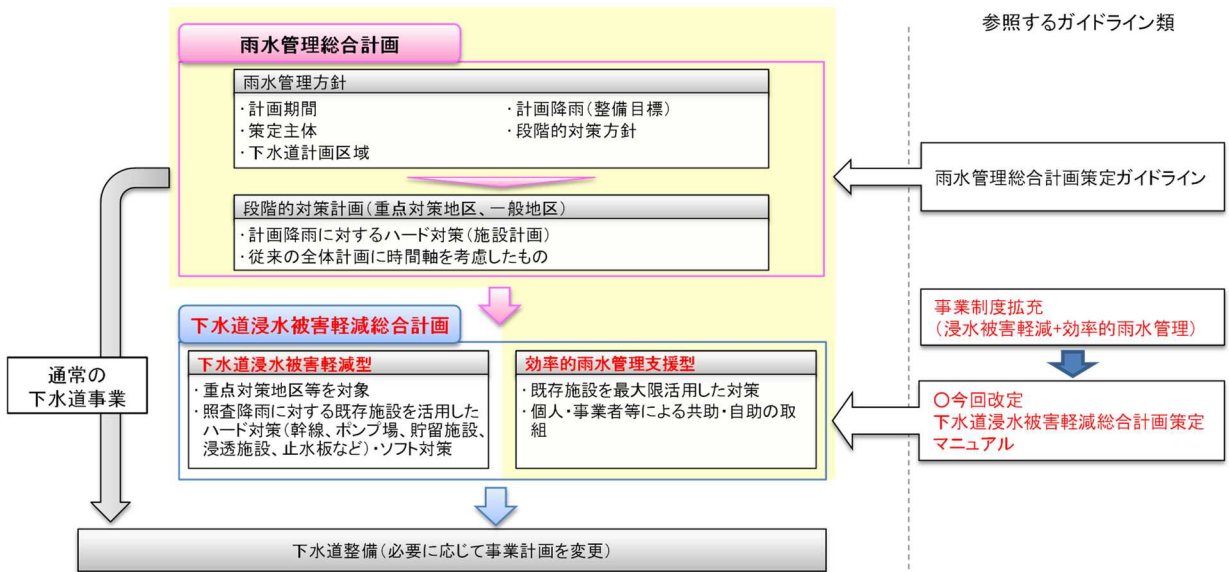 参照するガイドライン類
雨水管理総合計画
雨水管理方針
・計画期間
・策定主体
・下水道計画区域
・計画降雨(整備目標)
・段階的対策方針
段階的対策計画(重点対策地区、一般地区)
・計画降雨に対するハード対策(施設計画)
・従来の全体計画に時間軸を考慮したもの
雨水管理総合計画策定ガイドライン
下水道浸水被害軽減総合計画
下水道浸水被害軽減型
・重点対策地区等を対象
・照査降雨に対する既存施設を活用した
ハード対策(幹線、ポンプ場、貯留施設、
浸透施設、止水板など)・ソフト対策
効率的雨水管理支援型
・既存施設を最大限活用した対策
・個人・事業者等による共助・自助の取
組
事業制度拡充
(浸水被害軽減+効率的雨水管理)
〇今回改定
下水道浸水被害軽減総合計画策定
マニュアル
通常の
下水道事業
下水道整備(必要に応じて事業計画を変更)